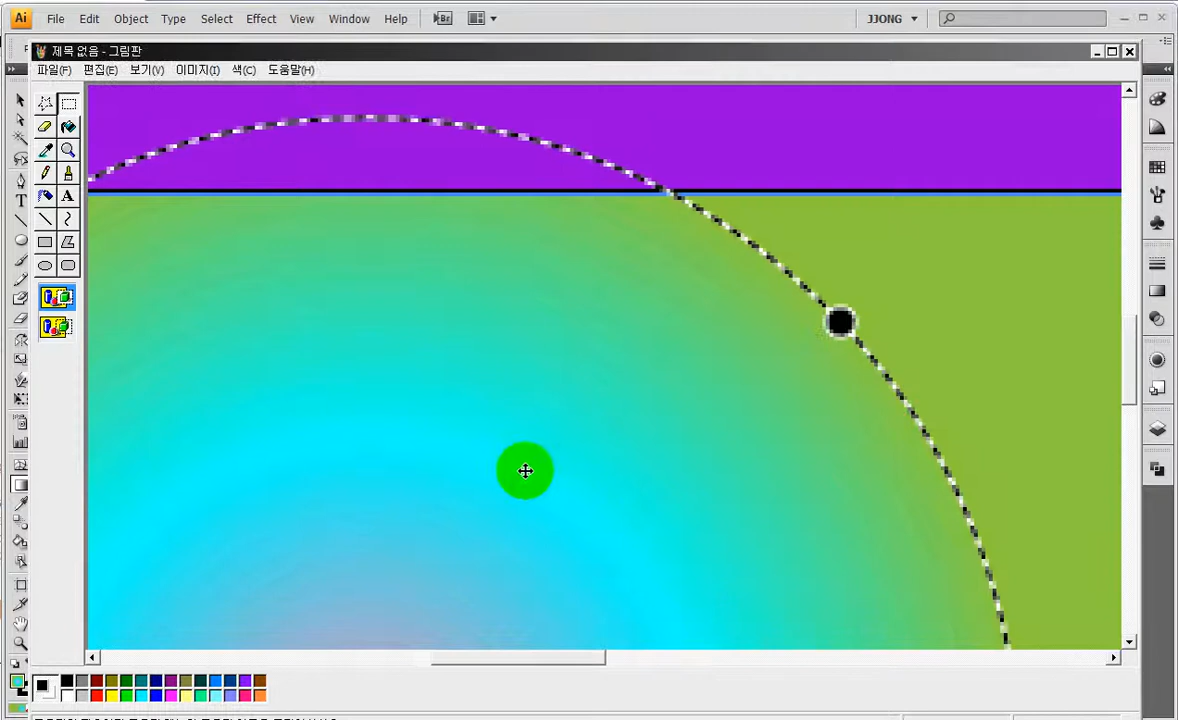 Ai File Edit Object Type Select Effect View Window Help Br JJONG
제목 없음 - 그림판
파일(F) 편집(E) 보기(V) 이미지(I) 색(C) 도움말(H)
T
A